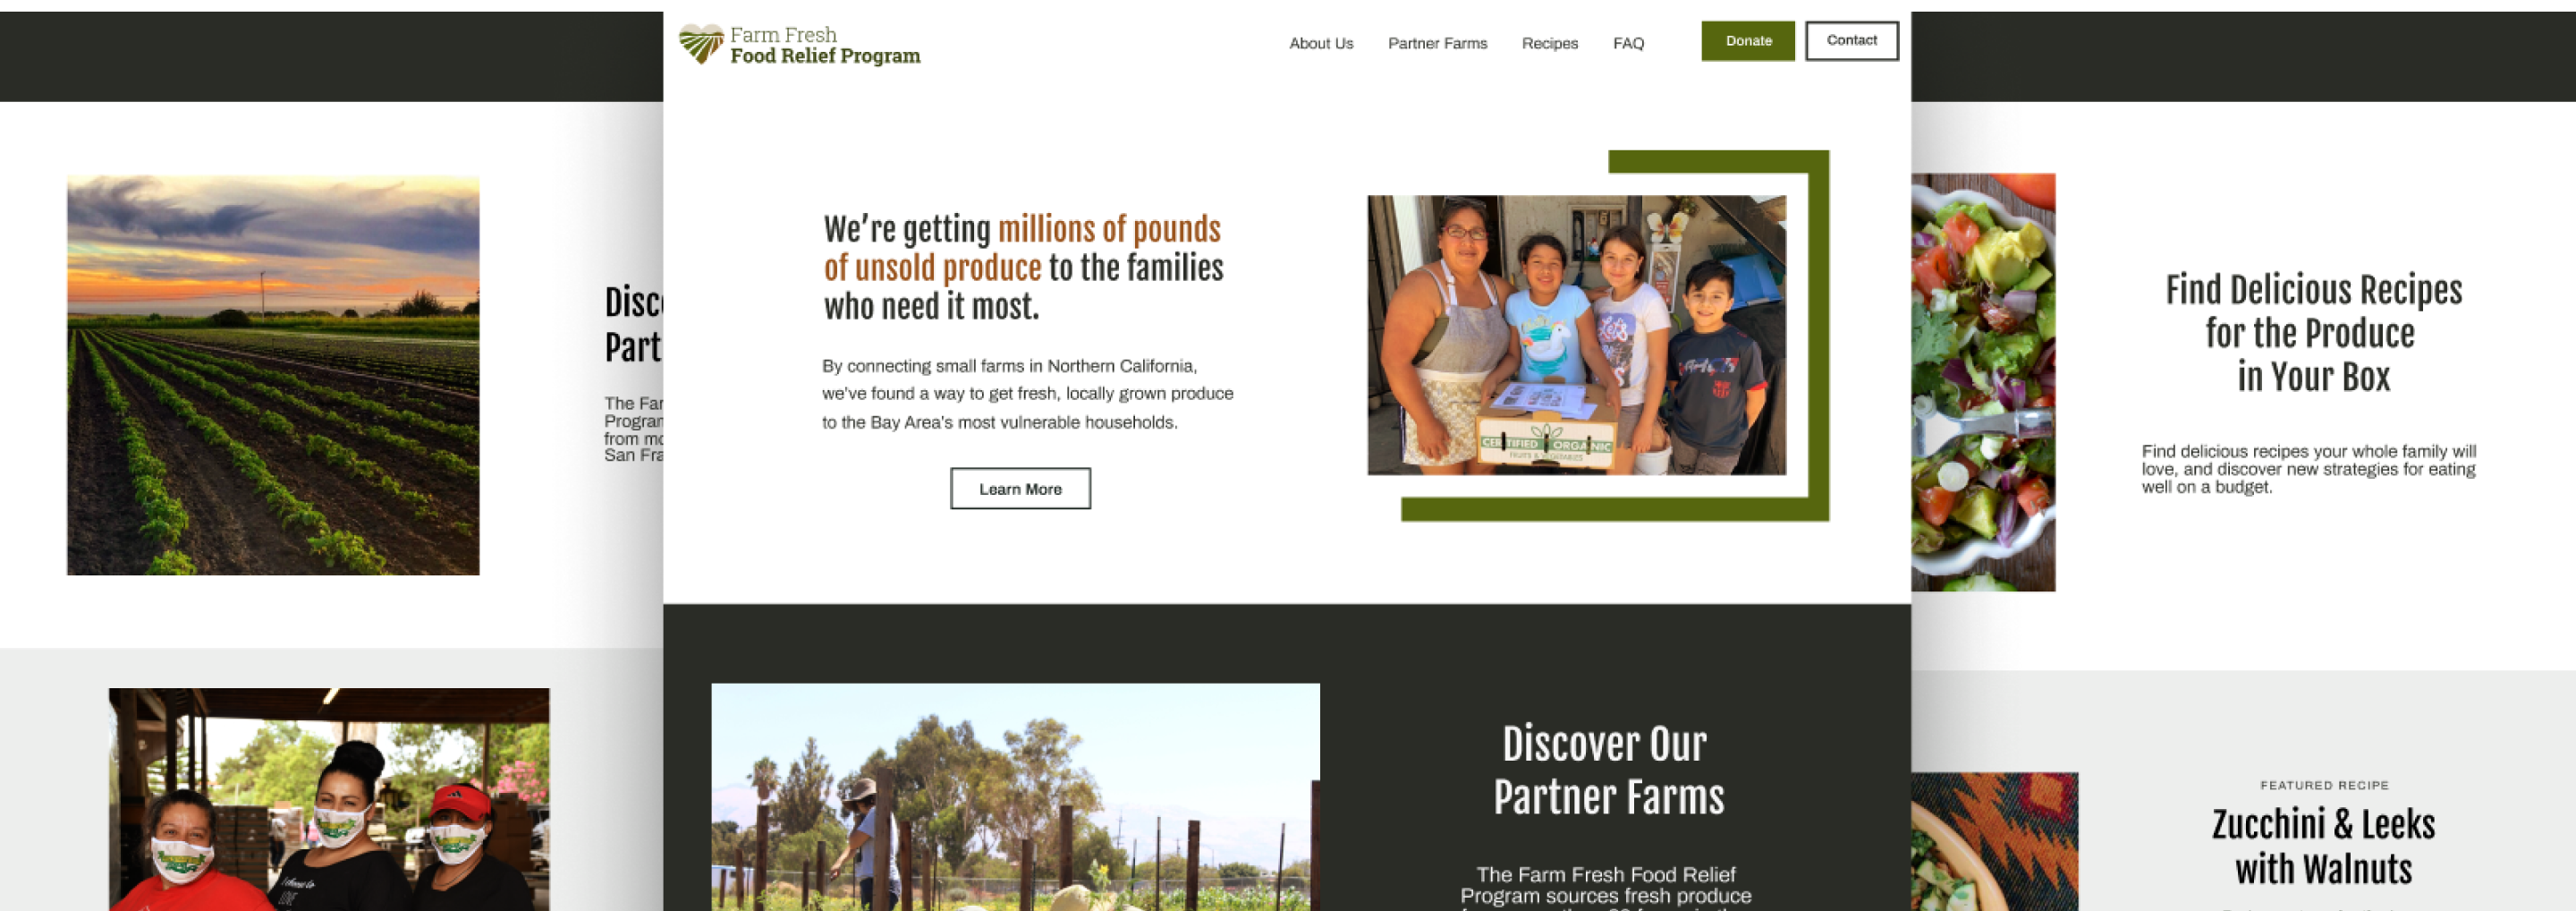 Farm Fresh
Food Relief Program
About Us
Partner Farms
Recipes
FAQ
Donate
Contact
We're getting millions of pounds
of unsold produce to the families
who need it most.
By connecting small farms in Northern California,
we've found a way to get fresh, locally grown produce
to the Bay Area's most vulnerable households.
Learn More
CERTIFIED ORGANIC
FRUITS & VEGETABLES
Discover Our
Partner Farms
The Farm Fresh Food Relief
Program sources fresh produce
Disc
Part
The Far
Program
from mo
San Fra
I choose to
LOVE
Find Delicious Recipes
for the Produce
in Your Box
Find delicious recipes your whole family will
love, and discover new strategies for eating
well on a budget.
FEATURED RECIPE
Zucchini & Leeks
with Walnuts